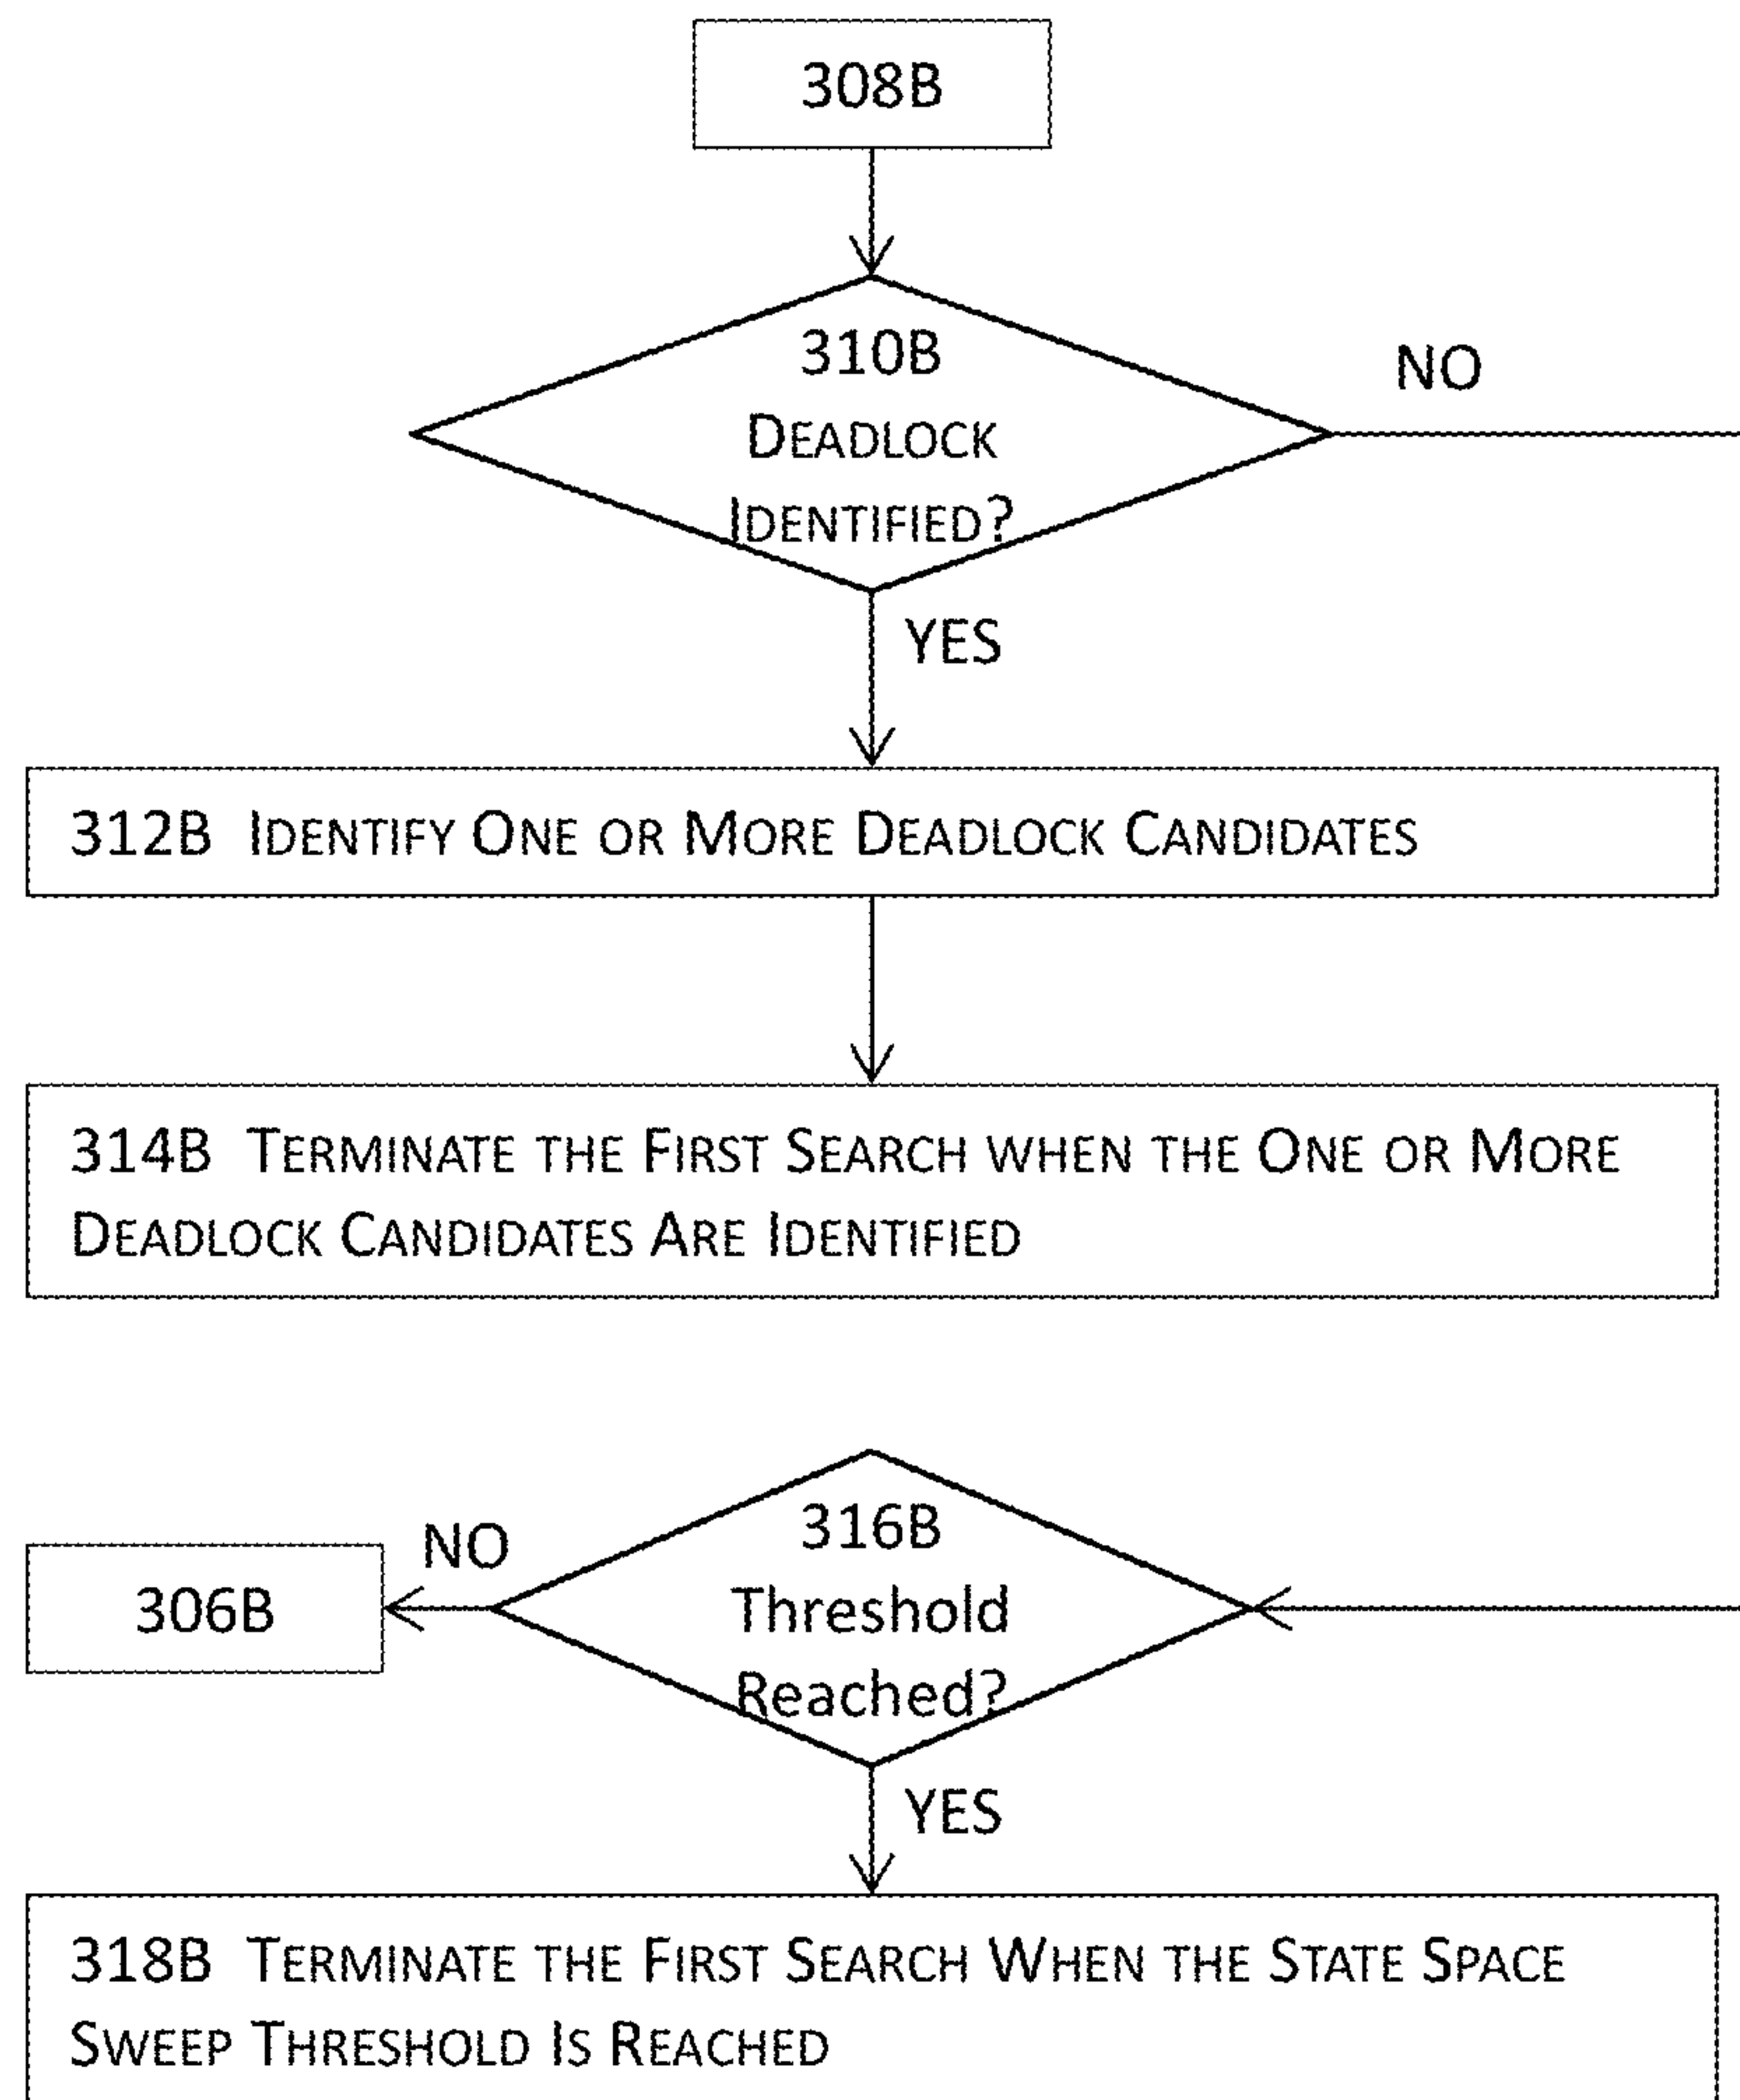 308B
310B
DEADLOCK
IDENTIFIED?
NO
YES
312B IDENTIFY ONE OR MORE DEADLOCK CANDIDATES
314B TERMINATE THE FIRST SEARCH WHEN THE ONE OR MORE
DEADLOCK CANDIDATES ARE IDENTIFIED
316B
Threshold
Reached?
NO
306B
YES
318B TERMINATE THE FIRST SEARCH WHEN THE STATE SPACE
SWEEP THRESHOLD IS REACHED